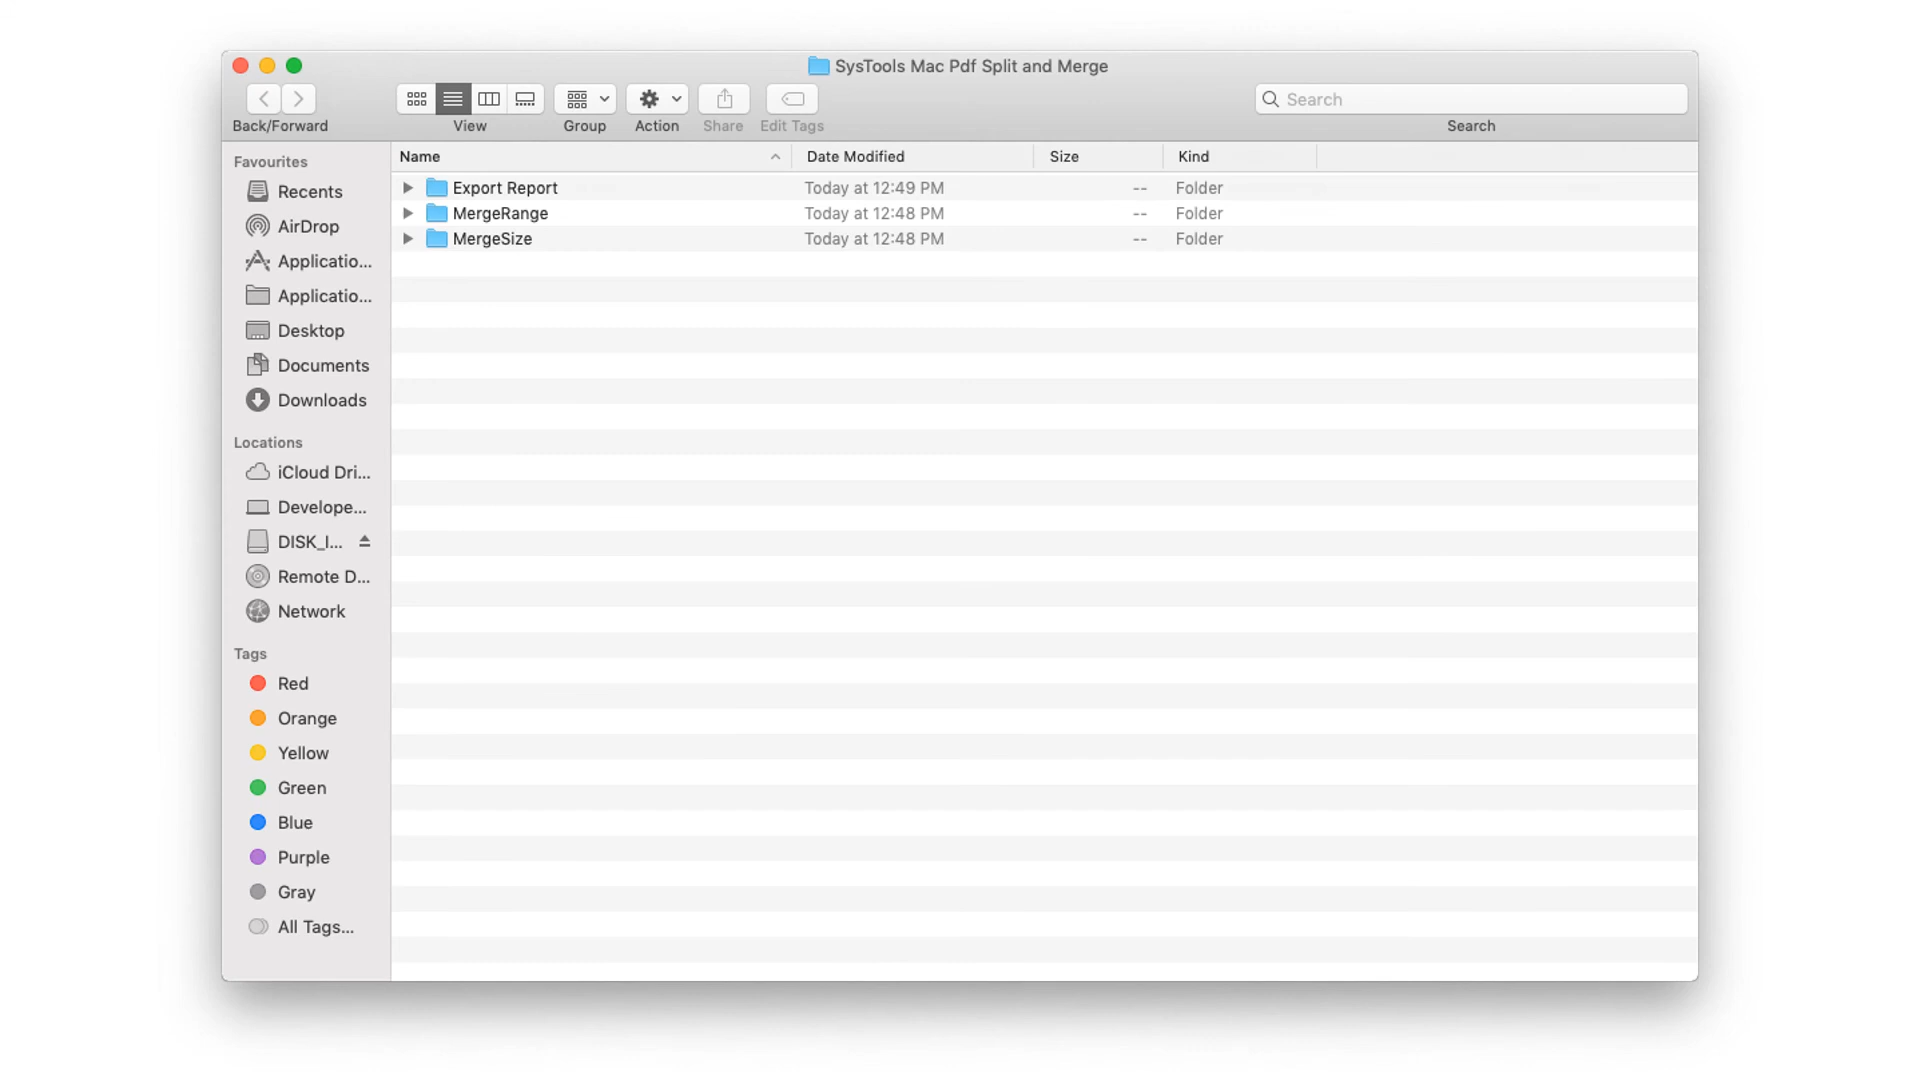 SysTools Mac Pdf Split and Merge
Search
Back/Forward View Group Action Share Edit Tags Search
Favourites
Recents
AirDrop
Applicatio...
Applicatio...
Desktop
Documents
Downloads
Locations
iCloud Dri...
Develope...
DISK_I...
Remote D...
Network
Tags
Red
Orange
Yellow
Green
Blue
Purple
Gray
All Tags...
Name Date Modified Size Kind
Export Report Today at 12:49 PM -- Folder
MergeRange Today at 12:48 PM -- Folder
MergeSize Today at 12:48 PM -- Folder